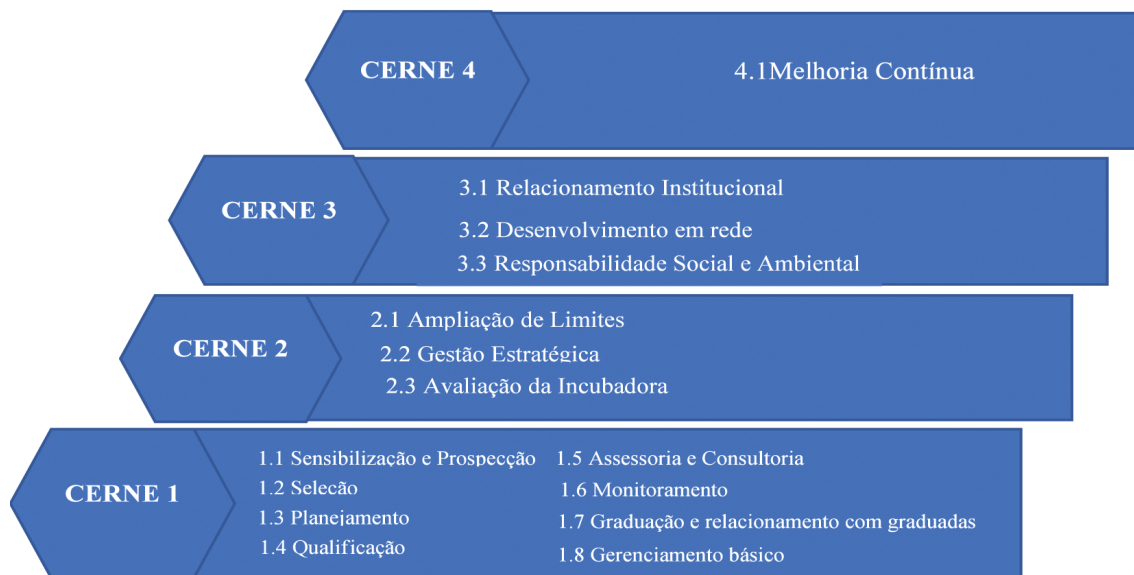 CERNE 4
4.1Melhoria Contínua
CERNE 3
3.1 Relacionamento Institucional
3.2 Desenvolvimento em rede
3.3 Responsabilidade Social e Ambiental
CERNE 2
2.1 Ampliação de Limites
2.2 Gestão Estratégica
2.3 Avaliação da Incubadora
CERNE 1
1.1 Sensibilização e Prospecção
1.2 Selecão
1.3 Planejamento
1.4 Qualificação
1.5 Assessoria e Consultoria
1.6 Monitoramento
1.7 Graduação e relacionamento com graduadas
1.8 Gerenciamento básico